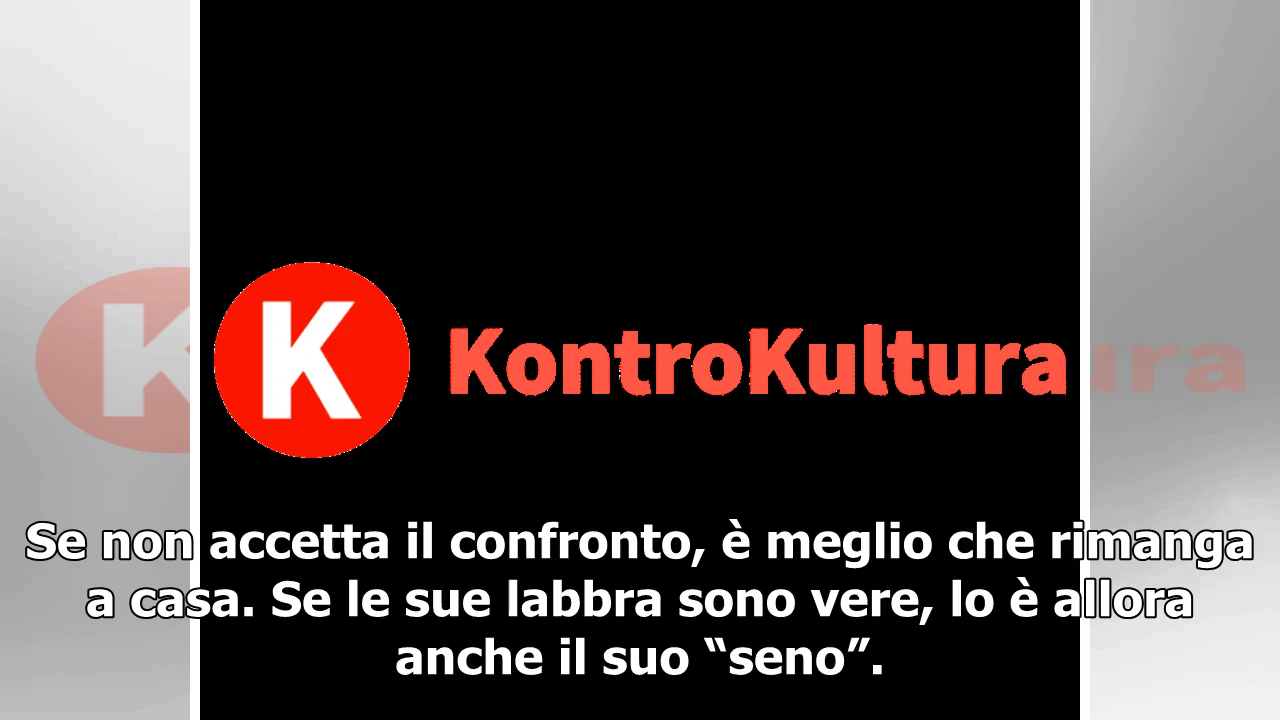 K KontroKultura
Se non accetta il confronto, è meglio che rimanga
a casa. Se le sue labbra sono vere, lo è allora
anche il suo “seno”.